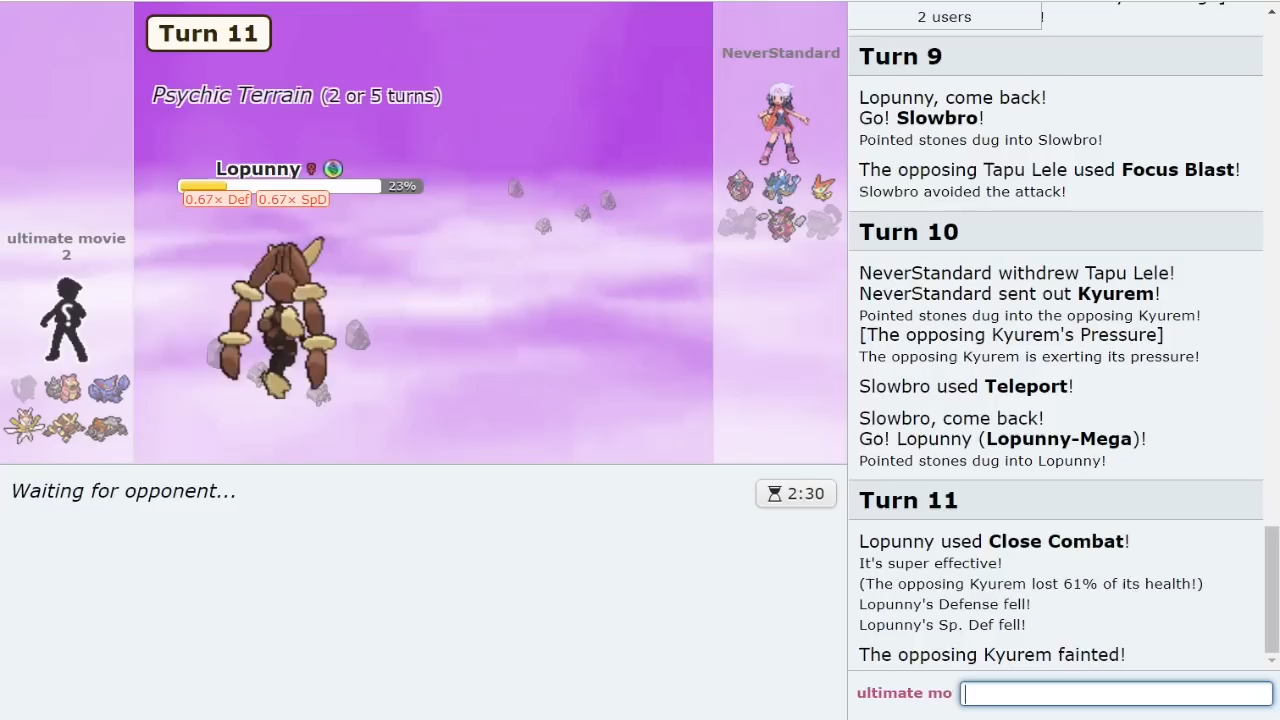 Turn 11
Psychic Terrain (2 or 5 turns)
Lopunny
23%
0.67× Def 0.67× SpD
NeverStandard
ultimate movie
2
Waiting for opponent...
2:30
2 users
Turn 9
Lopunny, come back!
Go! Slowbro!
Pointed stones dug into Slowbro!
The opposing Tapu Lele used Focus Blast!
Slowbro avoided the attack!
Turn 10
NeverStandard withdrew Tapu Lele!
NeverStandard sent out Kyurem!
Pointed stones dug into the opposing Kyurem!
[The opposing Kyurem's Pressure]
The opposing Kyurem is exerting its pressure!
Slowbro used Teleport!
Slowbro, come back!
Go! Lopunny (Lopunny-Mega)!
Pointed stones dug into Lopunny!
Turn 11
Lopunny used Close Combat!
It's super effective!
(The opposing Kyurem lost 61% of its health!)
Lopunny's Defense fell!
Lopunny's Sp. Def fell!
The opposing Kyurem fainted!
ultimate mo